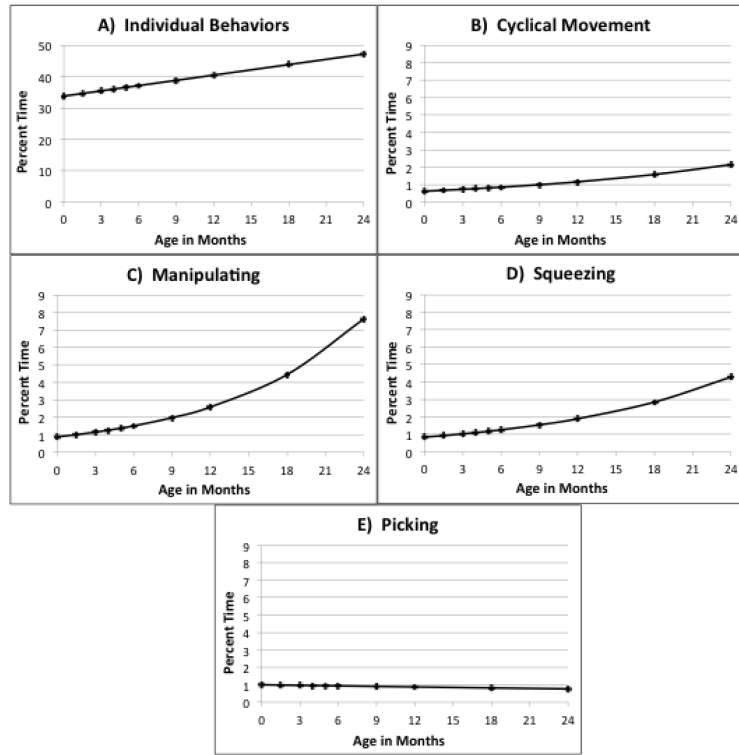 A) Individual Behaviors
50
40
30
20
10
0
Percent Time
0 3 6 9 12 15 18 21 24
Age in Months
B) Cyclical Movement
9
8
7
6
5
4
3
2
1
0
Percent Time
0 3 6 9 12 15 18 21 24
Age in Months
C) Manipulating
9
8
7
6
5
4
3
2
1
0
Percent Time
0 3 6 9 12 15 18 21 24
Age in Months
D) Squeezing
9
8
7
6
5
4
3
2
1
0
Percent Time
0 3 6 9 12 15 18 21 24
Age in Months
E) Picking
9
8
7
6
5
4
3
2
1
0
Percent Time
0 3 6 9 12 15 18 21 24
Age in Months